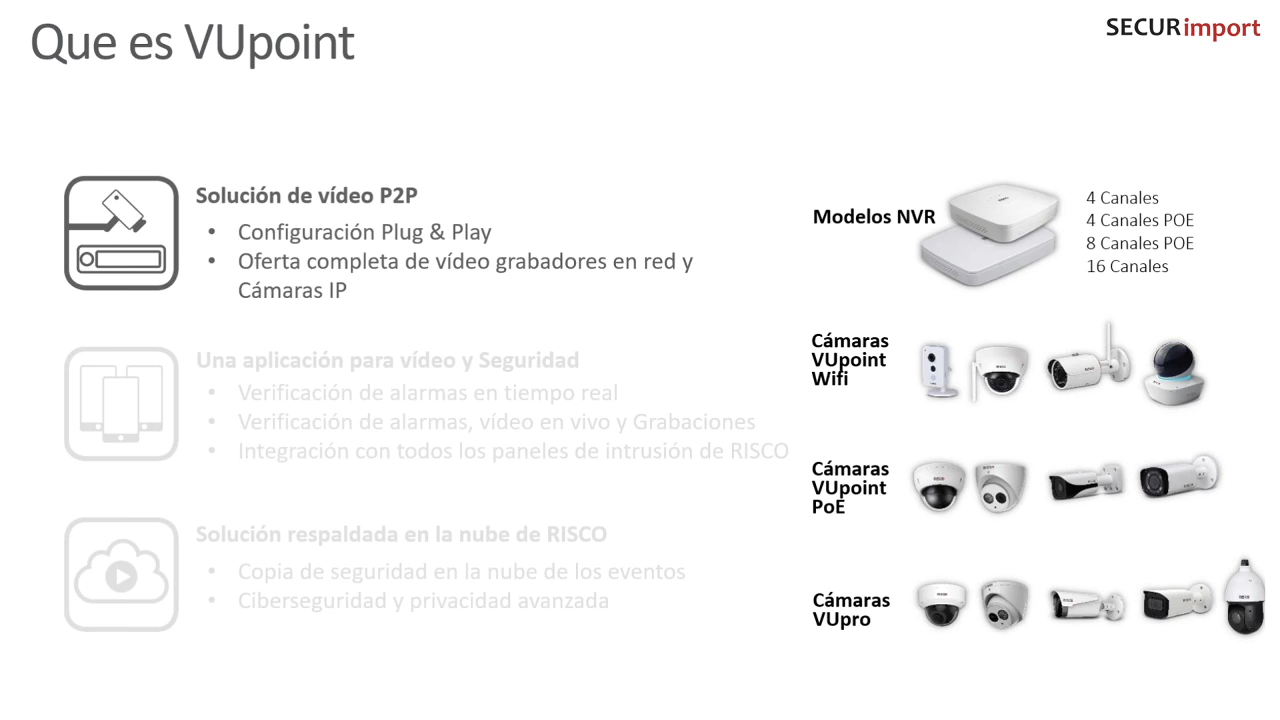 Que es VUpoint
SECURimport
Solución de vídeo P2P
• Configuración Plug & Play
• Oferta completa de vídeo grabadores en red y
Cámaras IP
Una aplicación para vídeo y Seguridad
• Verificación de alarmas en tiempo real
• Verificación de alarmas, vídeo en vivo y Grabaciones
• Integración con todos los paneles de intrusión de RISCO
Solución respaldada en la nube de RISCO
• Copia de seguridad en la nube de los eventos
• Ciberseguridad y privacidad avanzada
Modelos NVR
4 Canales
4 Canales POE
8 Canales POE
16 Canales
Cámaras
VUpoint
Wifi
Cámaras
VUpoint
PoE
Cámaras
VUpro